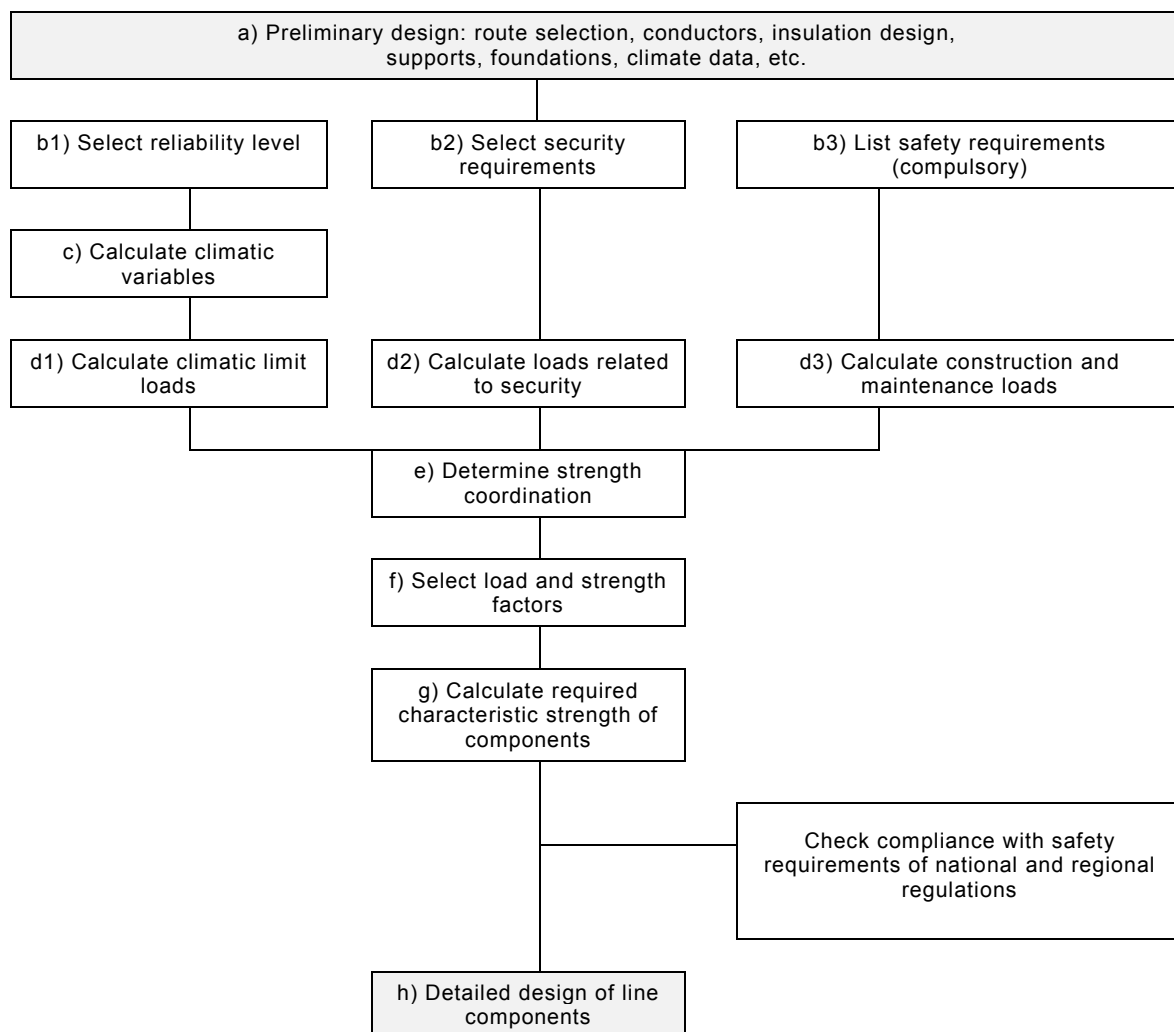 a) Preliminary design: route selection, conductors, insulation design,
supports, foundations, climate data, etc.
b1) Select reliability level
b2) Select security
requirements
b3) List safety requirements
(compulsory)
c) Calculate climatic
variables
d1) Calculate climatic limit
loads
d2) Calculate loads related
to security
d3) Calculate construction and
maintenance loads
e) Determine strength
coordination
f) Select load and strength
factors
g) Calculate required
characteristic strength of
components
Check compliance with safety
requirements of national and regional
regulations
h) Detailed design of line
components